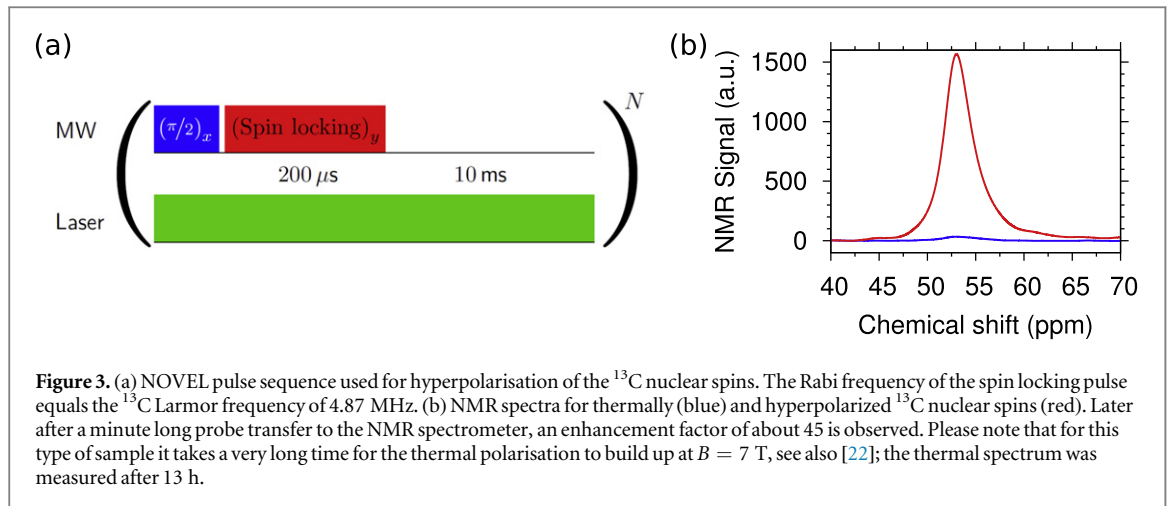 (a)
MW
(π/2)x
(Spin locking)y
N
200 μs
10 ms
Laser
(b)
NMR Signal (a.u.)
1500
1000
500
0
40 45 50 55 60 65 70
Chemical shift (ppm)
Figure 3. (a) NOVEL pulse sequence used for hyperpolarisation of the 13C nuclear spins. The Rabi frequency of the spin locking pulse
equals the 13C Larmor frequency of 4.87 MHz. (b) NMR spectra for thermally (blue) and hyperpolarized 13C nuclear spins (red). Later
after a minute long probe transfer to the NMR spectrometer, an enhancement factor of about 45 is observed. Please note that for this
type of sample it takes a very long time for the thermal polarisation to build up at B = 7 T, see also [22]; the thermal spectrum was
measured after 13 h.